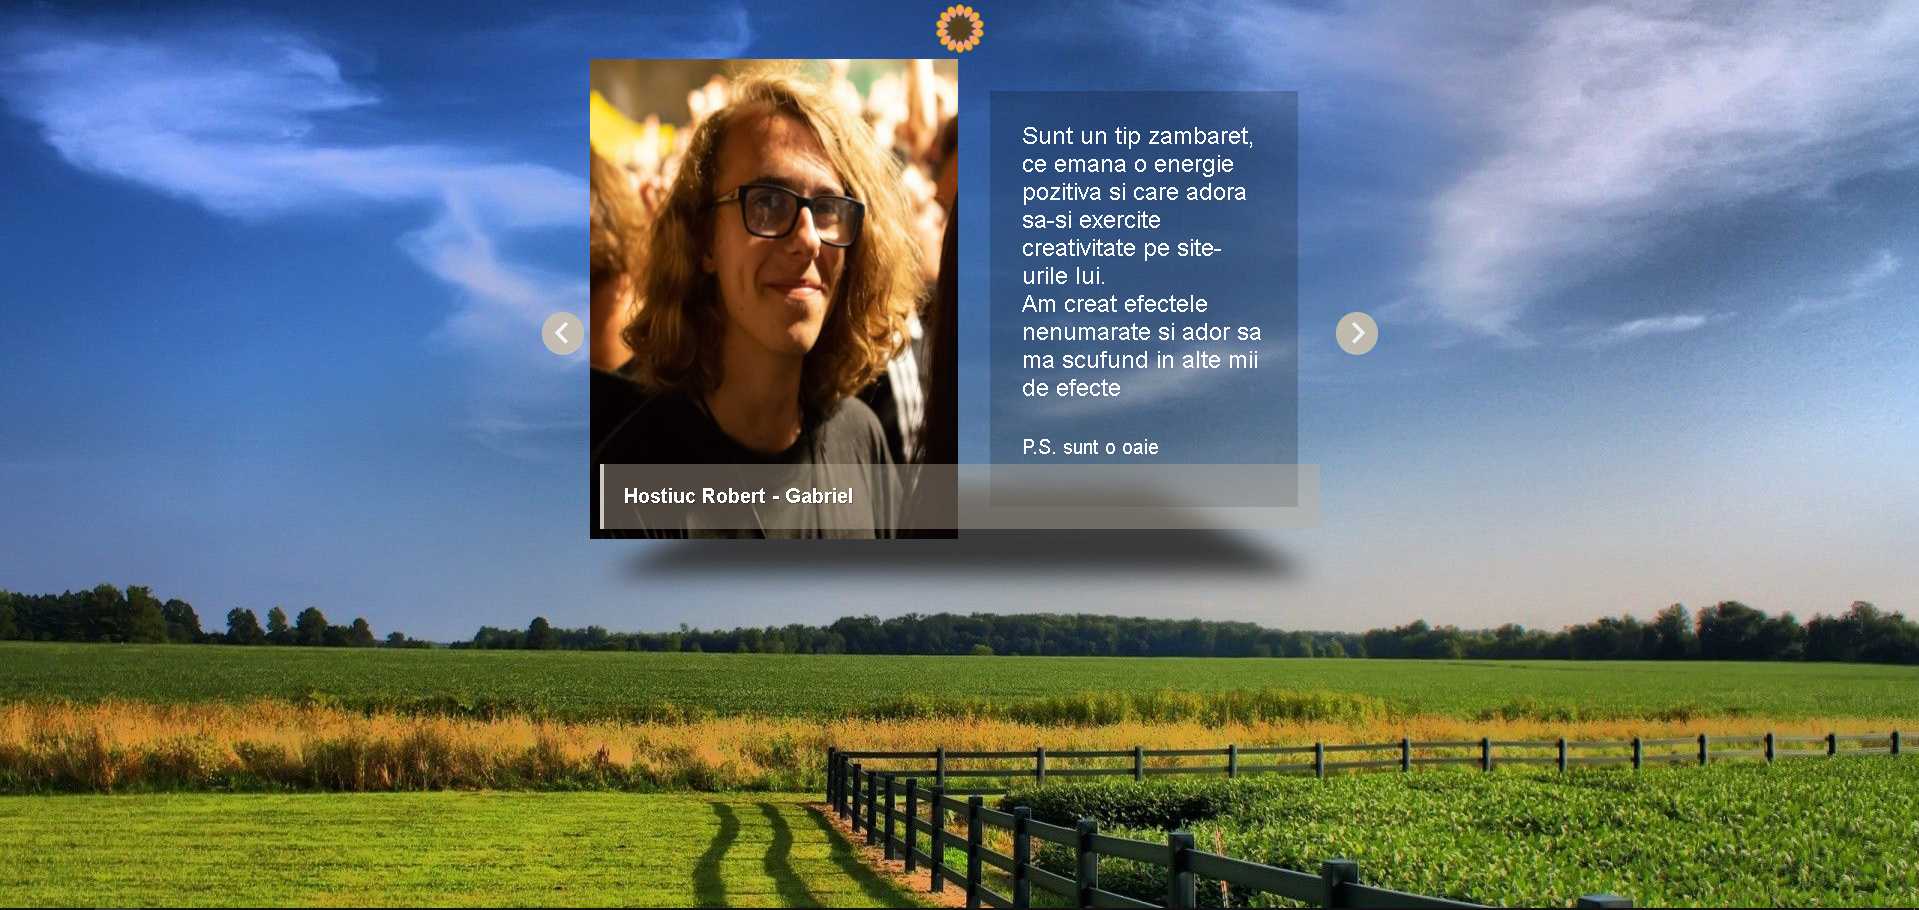 Sunt un tip zambaret,
ce emana o energie
pozitiva si care adora
sa-si exercite
creativitate pe site-
urile lui.
Am creat efectele
nenumarate si ador sa
ma scufund in alte mii
de efecte
P.S. sunt o oaie
Hostiuc Robert - Gabriel